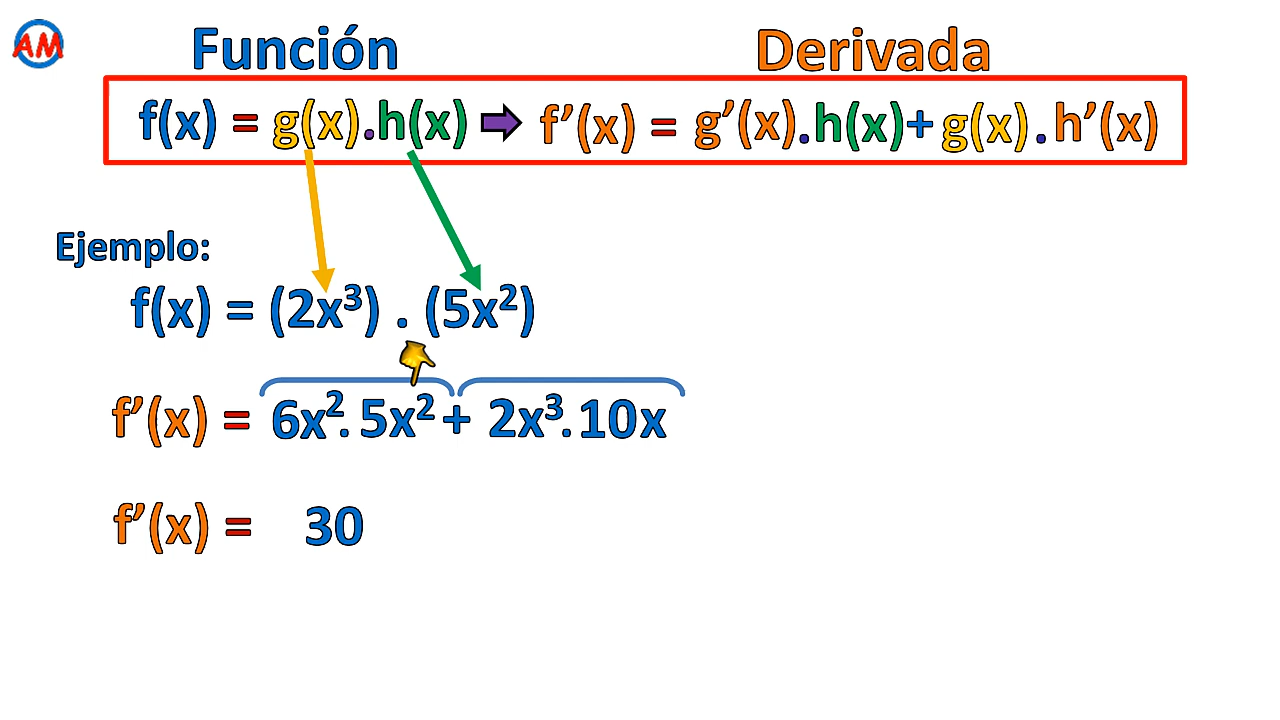 AM
Función Derivada
f(x) = g(x).h(x) f’(x) = g’(x).h(x)+g(x).h’(x)
Ejemplo:
f(x) = (2x³) . (5x²)
f’(x) = 6x².5x²+ 2x³.10x
f’(x) = 30